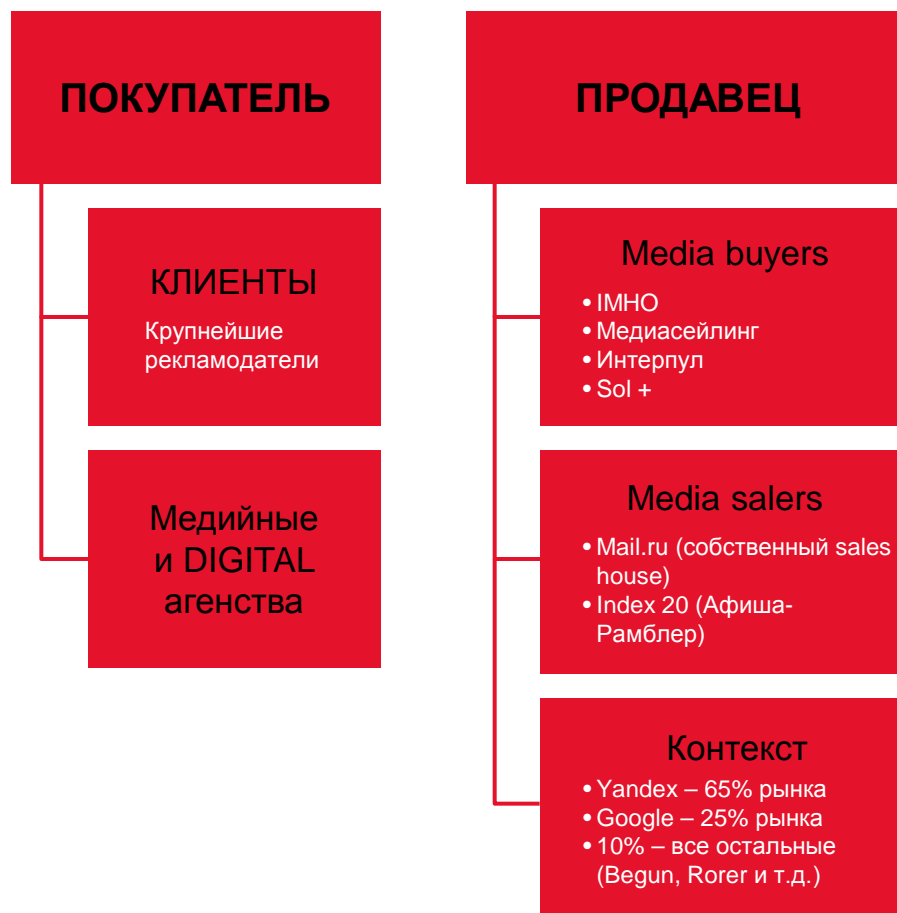 ПОКУПАТЕЛЬ
КЛИЕНТЫ
Крупнейшие
рекламодатели
Медийные
и DIGITAL
агенства
ПРОДАВЕЦ
Media buyers
• IMHO
• Медиасейлинг
• Интерпул
• Sol +
Media salers
• Mail.ru (собственный sales
house)
• Index 20 (Афиша-
Рамблер)
Контекст
• Yandex – 65% рынка
• Google – 25% рынка
• 10% – все остальные
(Begun, Rorer и т.д.)